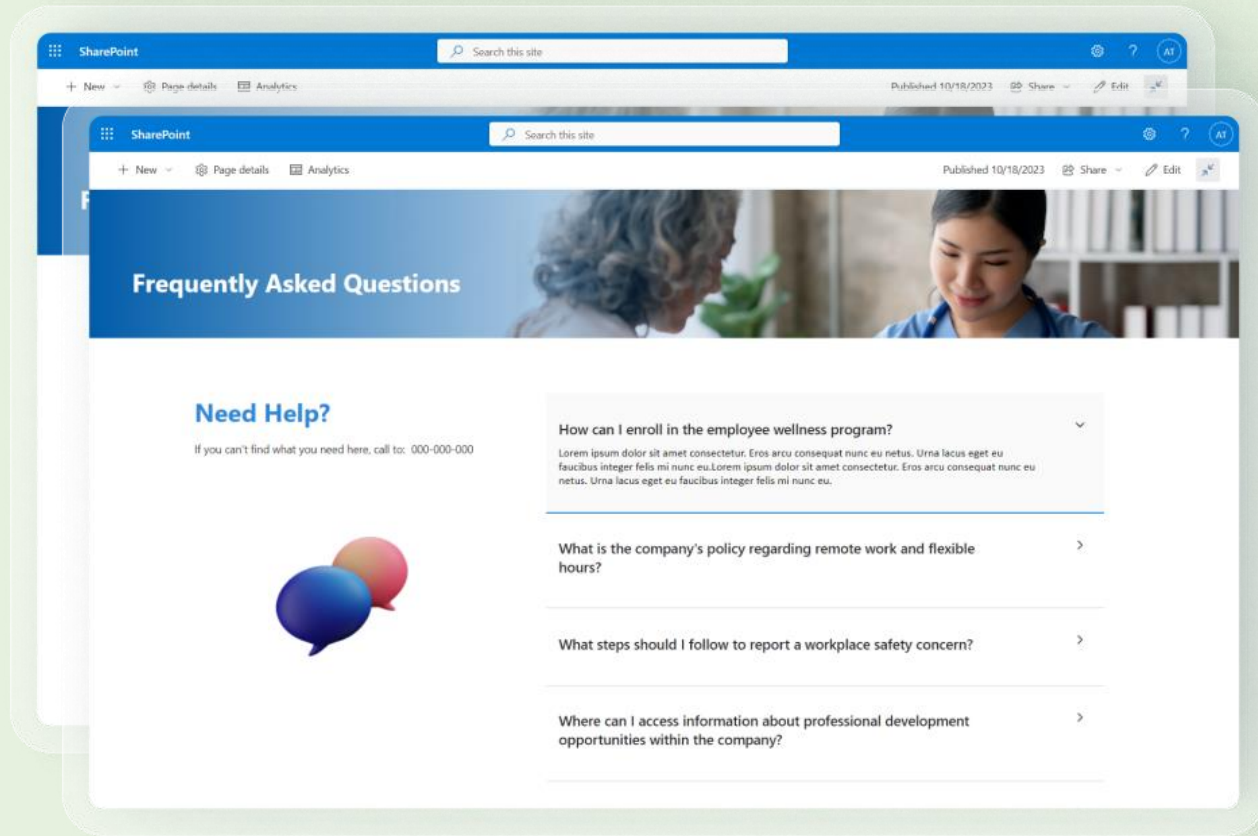 SharePoint
Search this site
?
AT
+ New
Page details
Analytics
Published 10/18/2023
Share
Edit
F
SharePoint
Search this site
?
AT
+ New
Page details
Analytics
Published 10/18/2023
Share
Edit
Frequently Asked Questions
Need Help?
If you can't find what you need here, call to: 000-000-000
How can I enroll in the employee wellness program?
Lorem ipsum dolor sit amet consectetur. Eros arcu consequat nunc eu netus. Urna lacus eget eu
faucibus integer felis mi nunc eu.Lorem ipsum dolor sit amet consectetur. Eros arcu consequat nunc eu
netus. Urna lacus eget eu faucibus integer felis mi nunc eu.
What is the company's policy regarding remote work and flexible
hours?
What steps should I follow to report a workplace safety concern?
Where can I access information about professional development
opportunities within the company?